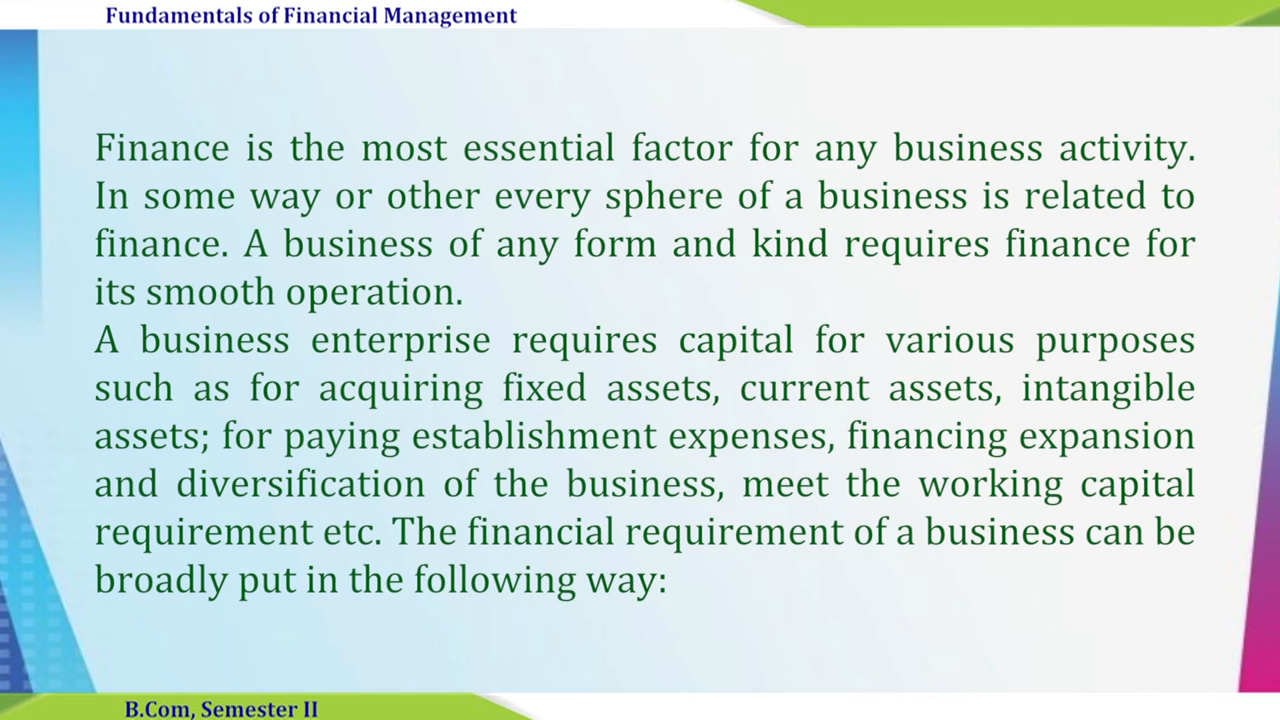 Fundamentals of Financial Management
Finance is the most essential factor for any business activity.
In some way or other every sphere of a business is related to
finance. A business of any form and kind requires finance for
its smooth operation.
A business enterprise requires capital for various purposes
such as for acquiring fixed assets, current assets, intangible
assets; for paying establishment expenses, financing expansion
and diversification of the business, meet the working capital
requirement etc. The financial requirement of a business can be
broadly put in the following way:
B.Com, Semester II